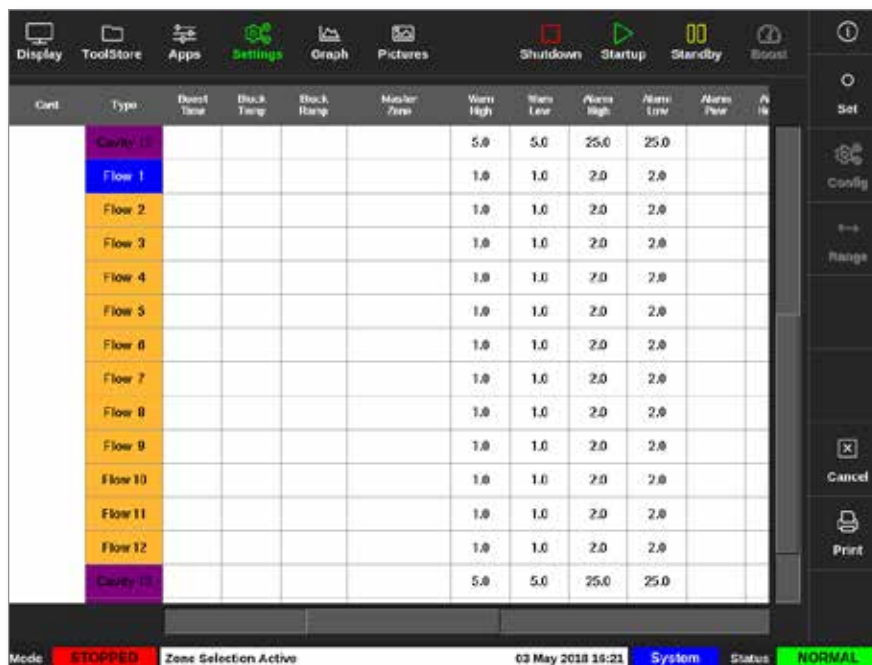 Display ToolStore Apps Settings Graph Pictures Shutdown Startup Standby Boost
Card Type Boost Time Block Temp Block Ramp Master Zone Warn High Warn Low Alarm High Alarm Low Alarm Pow
Cavity 12 5.0 5.0 25.0 25.0
Flow 1 1.0 1.0 2.0 2.0
Flow 2 1.0 1.0 2.0 2.0
Flow 3 1.0 1.0 2.0 2.0
Flow 4 1.0 1.0 2.0 2.0
Flow 5 1.0 1.0 2.0 2.0
Flow 6 1.0 1.0 2.0 2.0
Flow 7 1.0 1.0 2.0 2.0
Flow 8 1.0 1.0 2.0 2.0
Flow 9 1.0 1.0 2.0 2.0
Flow 10 1.0 1.0 2.0 2.0
Flow 11 1.0 1.0 2.0 2.0
Flow 12 1.0 1.0 2.0 2.0
Cavity 5.0 5.0 25.0 25.0
Set
Config
Range
Cancel
Print
Mode STOPPED Zone Selection Active 03 May 2018 16:21 System Status NORMAL